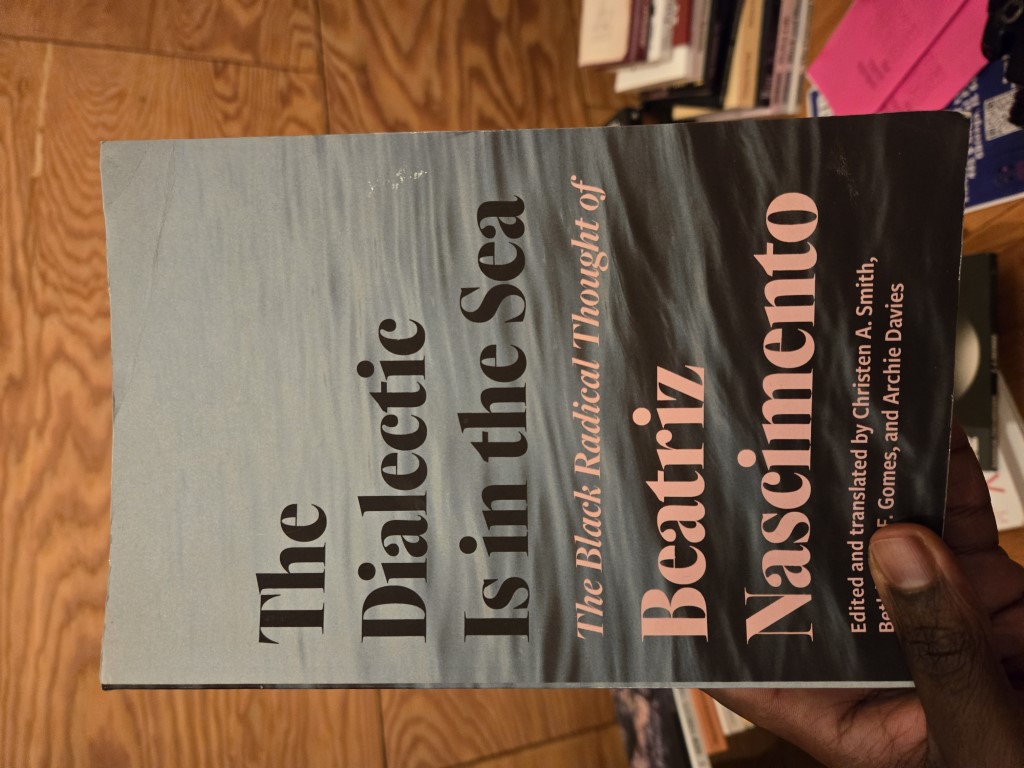 The
Dialectic
Is in the Sea
The Black Radical Thought of
Beatriz
Nascimento
Edited and translated by Christen A. Smith,
F. Gomes, and Archie Davies